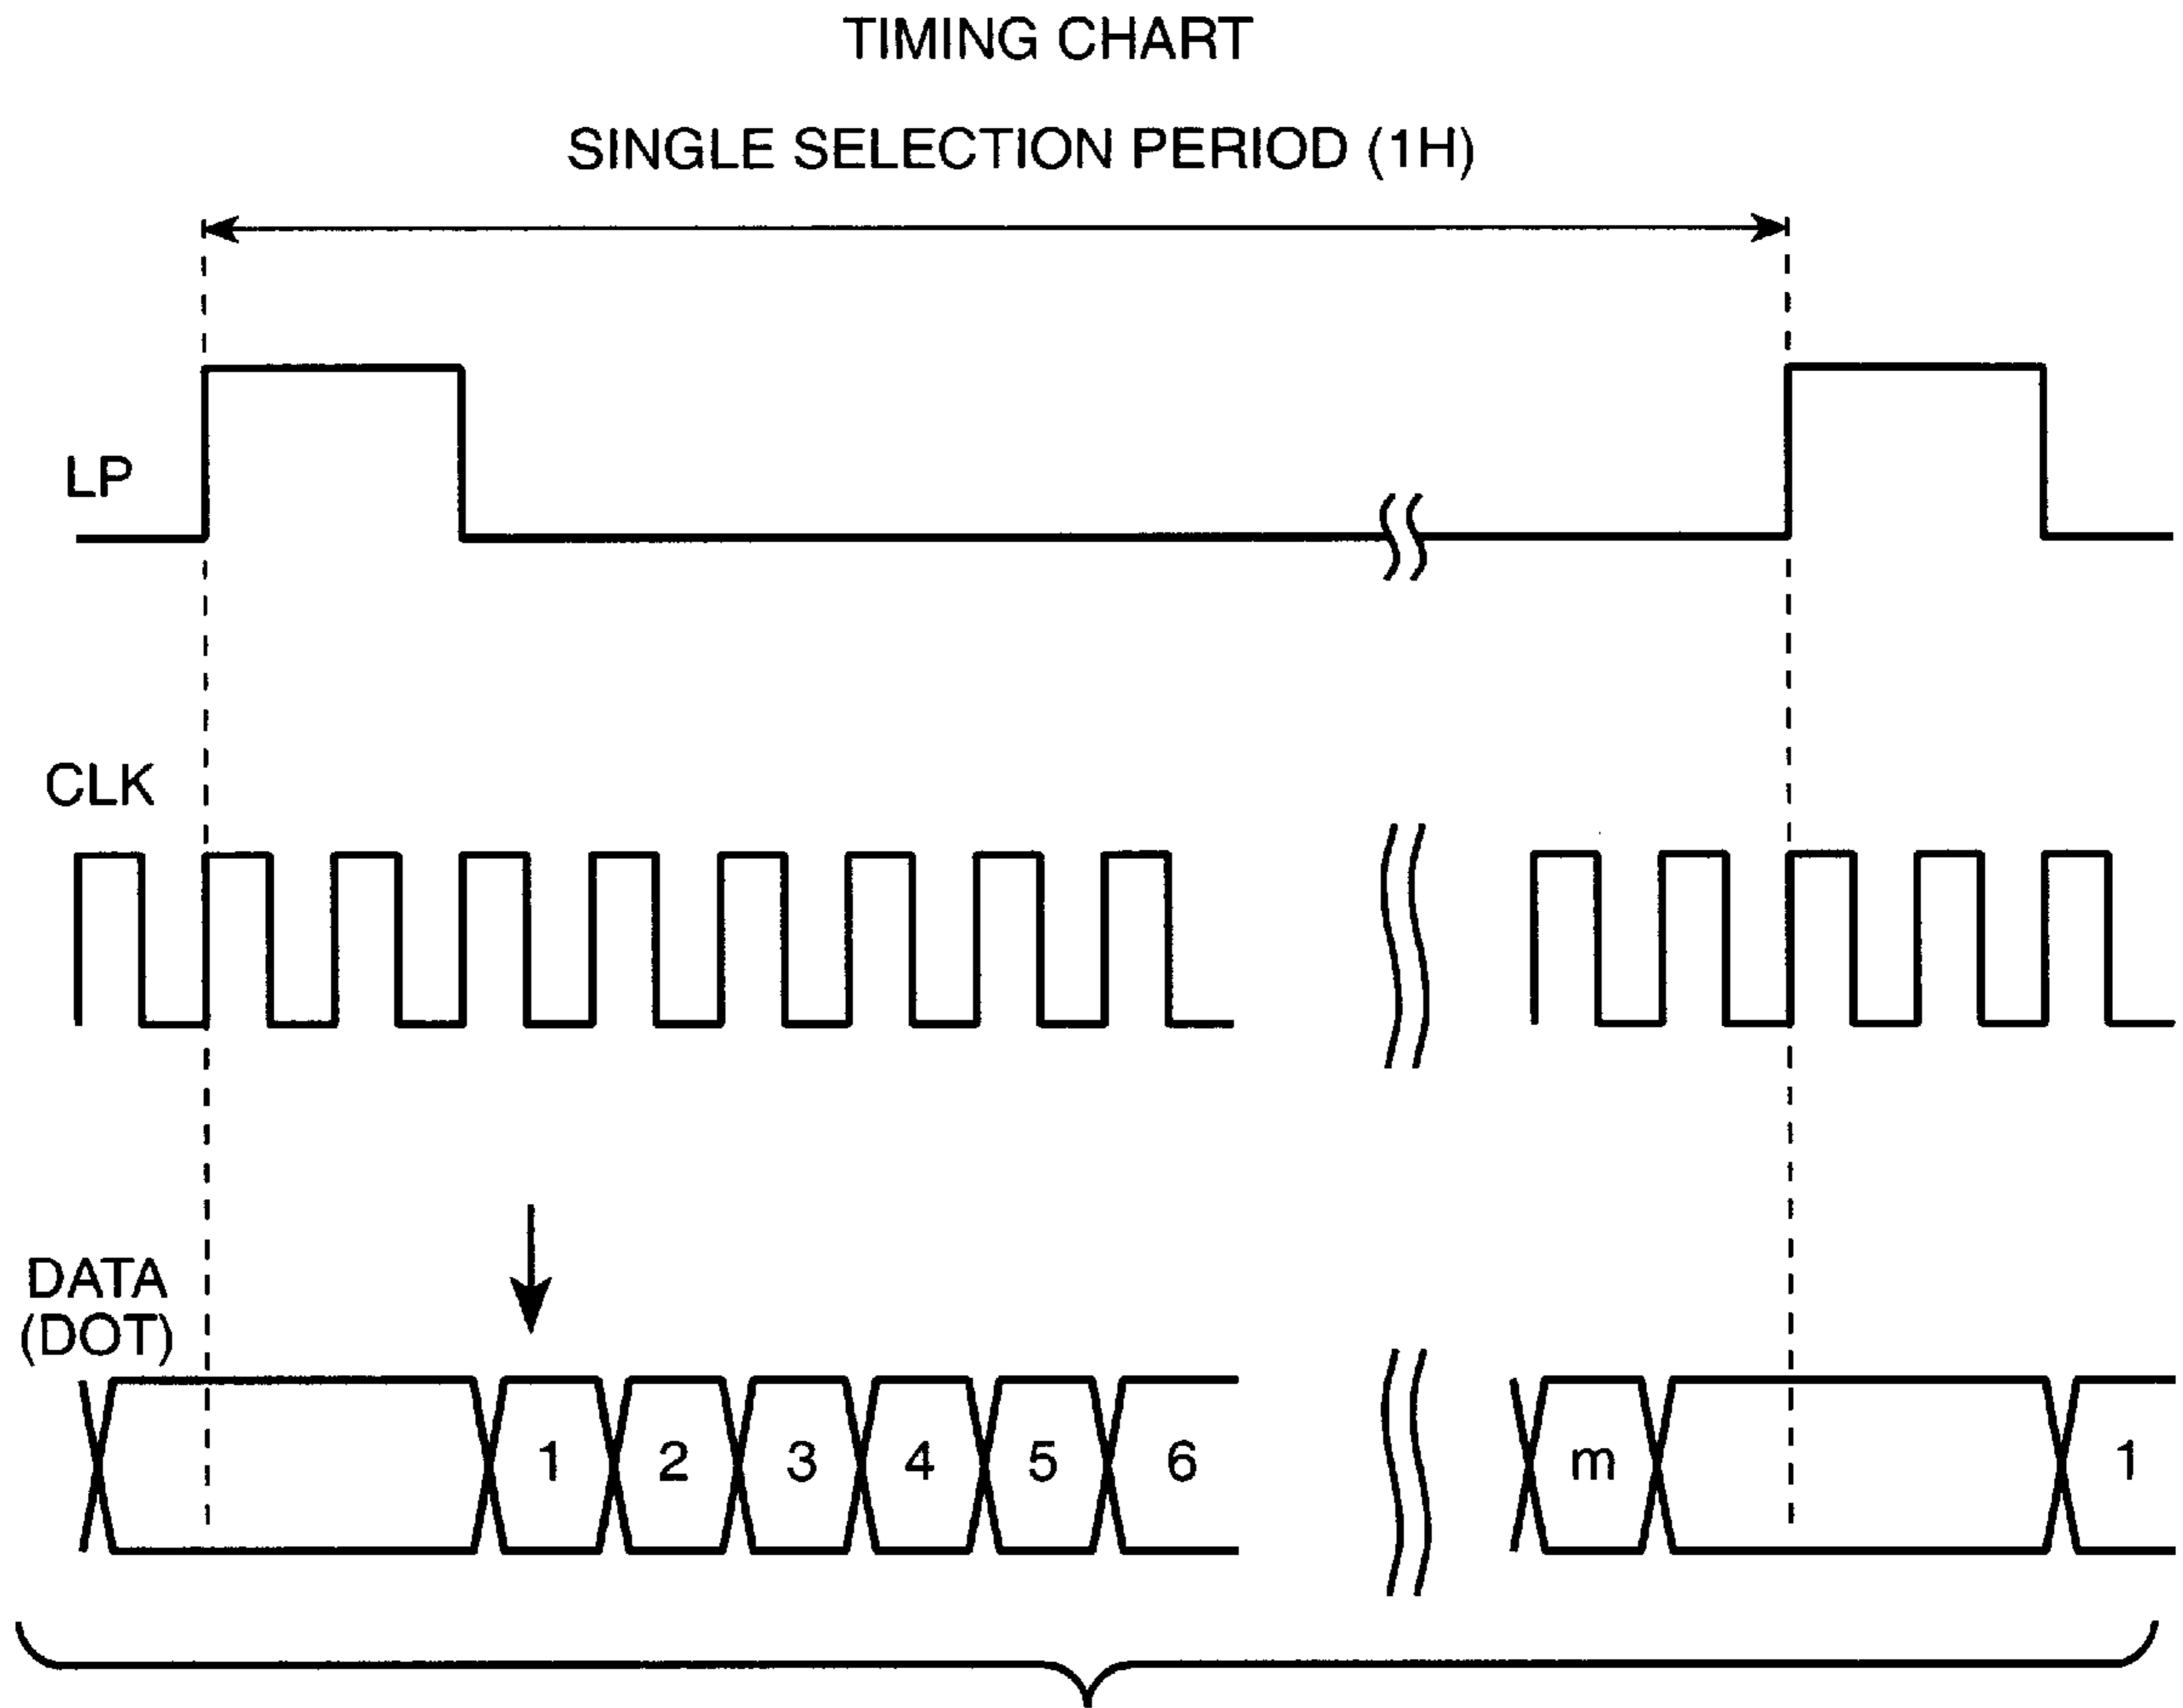 TIMING CHART
SINGLE SELECTION PERIOD (1H)
LP
CLK
DATA
(DOT)
1 2 3 4 5 6 m 1